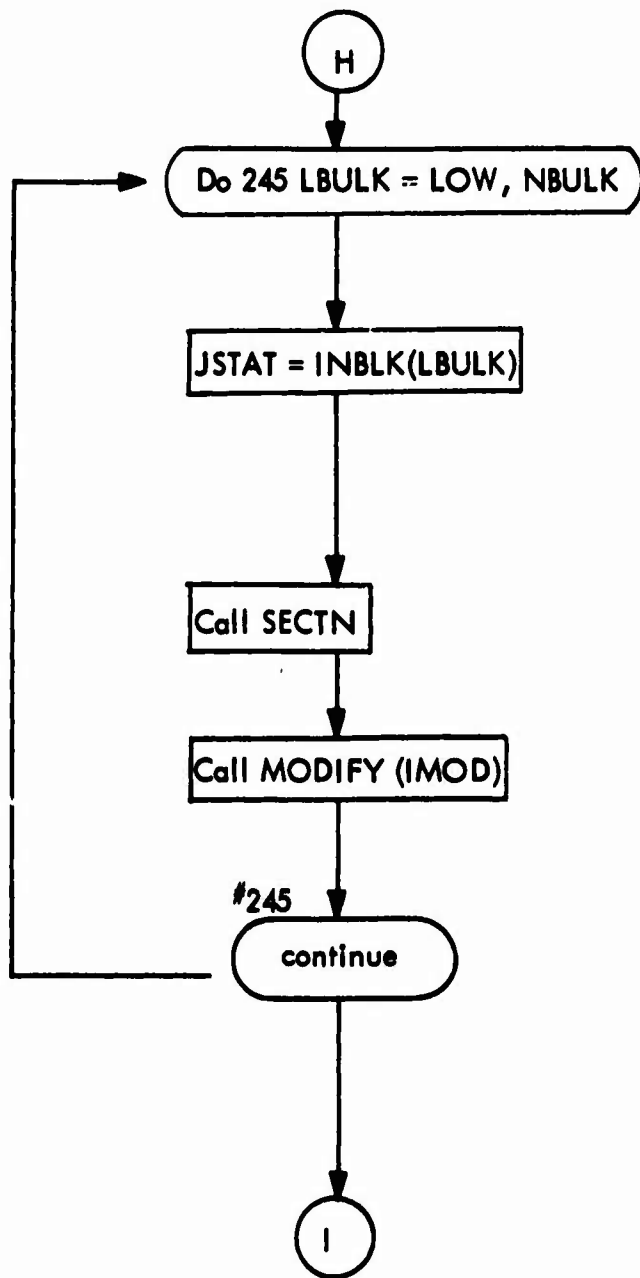 H
Do 245 LBULK = LOW, NBULK
JSTAT = INBLK(LBULK)
Call SECTN
Call MODIFY (IMOD)
#245
continue
I